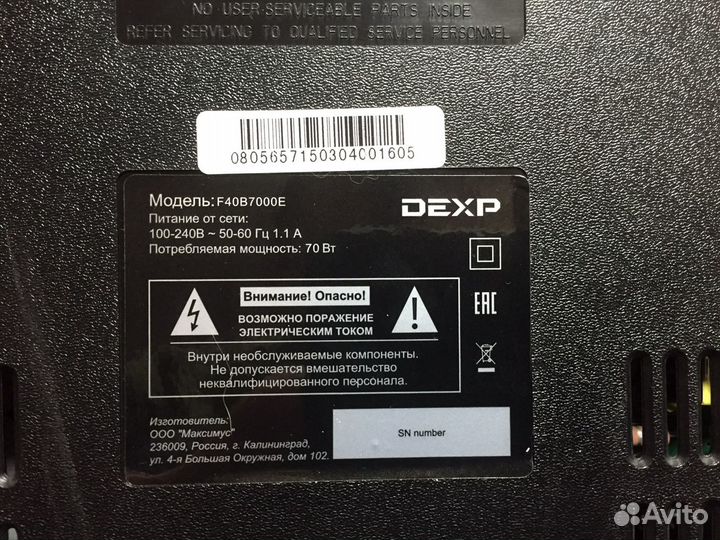 NO USER-SERVICEABLE PARTS INSIDE
REFER SERVICING TO QUALIFIED SERVICE PERSONNEL
0805657150304001605
Модель: F40B7000E
DEXP
Питание от сети:
100-240В ~ 50-60 Гц 1.1 А
Потребляемая мощность: 70 Вт
Внимание! Опасно!
ВОЗМОЖНО ПОРАЖЕНИЕ
ЭЛЕКТРИЧЕСКИМ ТОКОМ
EAC
Внутри необслуживаемые компоненты.
Не допускается вмешательство
неквалифицированного персонала.
Изготовитель:
ООО "Максимус"
236009, Россия, г. Калининград,
ул. 4-я Большая Окружная, дом 102.
SN number
Avito